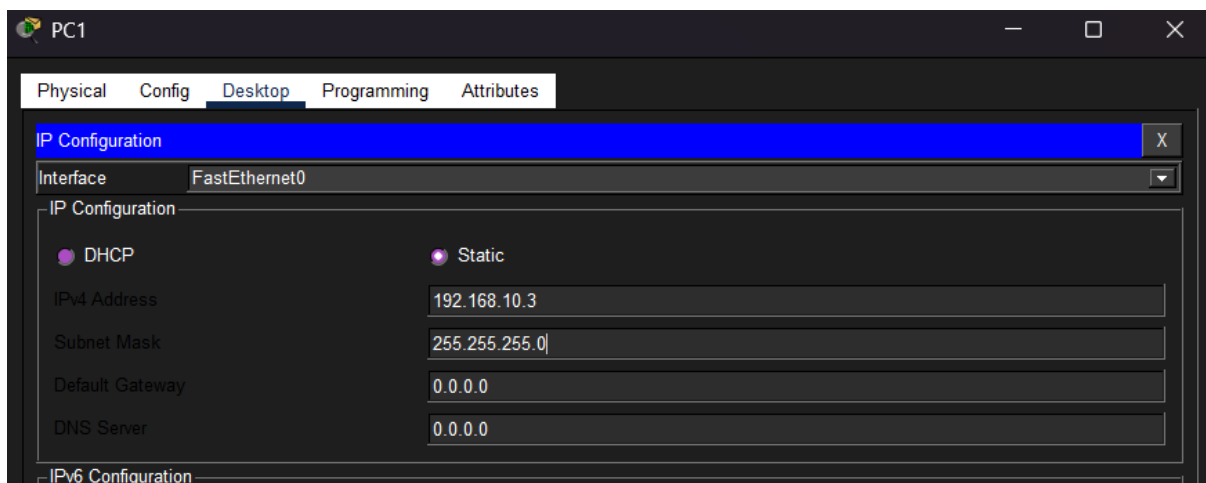 PC1
Physical Config Desktop Programming Attributes
IP Configuration X
Interface FastEthernet0
IP Configuration
DHCP Static
IPv4 Address 192.168.10.3
Subnet Mask 255.255.255.0
Default Gateway 0.0.0.0
DNS Server 0.0.0.0
IPv6 Configuration